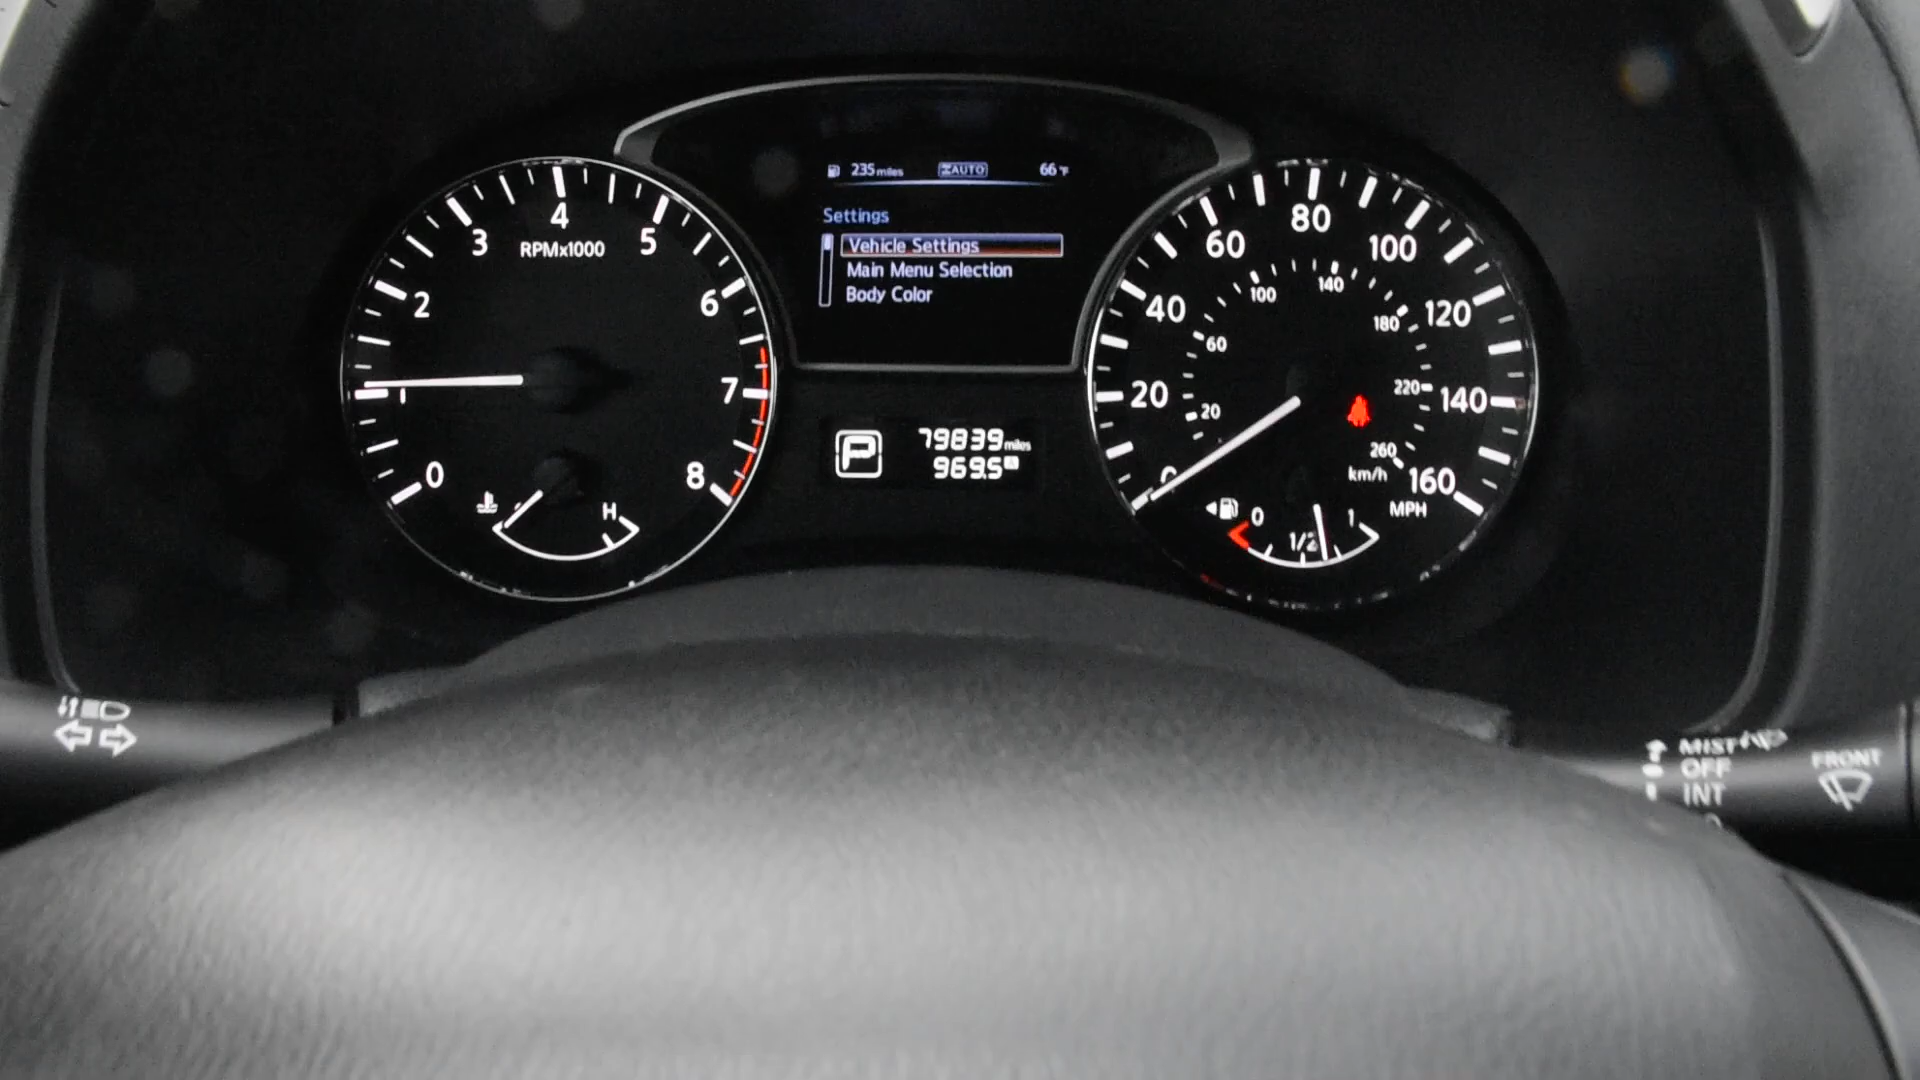 235 miles AUTO 66°F
Settings
Vehicle Settings
Main Menu Selection
Body Color
0 1 2 3 4 5 6 7 8
RPMx1000
H
P
79839 miles
969.5 A
0 20 40 60 80 100 120 140 160
MPH
20 60 100 140 180 220 260
km/h
0 1/2 1
MIST
OFF
INT
FRONT